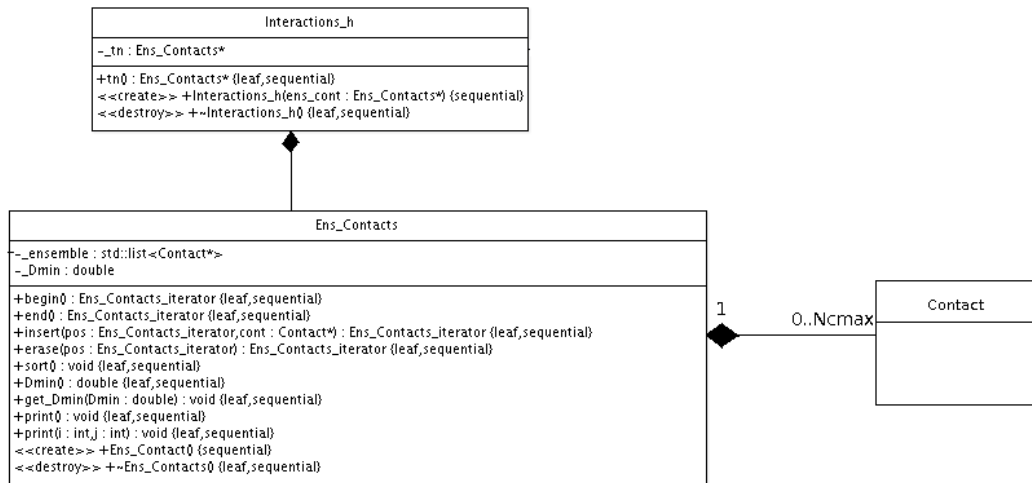 Interactions_h
-_tn : Ens_Contacts*
+tn() : Ens_Contacts* {leaf,sequential}
<<create>> +Interactions_h(ens_cont : Ens_Contacts*) {sequential}
<<destroy>> +~Interactions_h() {leaf,sequential}
Ens_Contacts
-_ensemble : std::list<Contact*>
-_Dmin : double
+begin() : Ens_Contacts_iterator {leaf,sequential}
+end() : Ens_Contacts_iterator {leaf,sequential}
+insert(pos : Ens_Contacts_iterator,cont : Contact*) : Ens_Contacts_iterator {leaf,sequential}
+erase(pos : Ens_Contacts_iterator) : Ens_Contacts_iterator {leaf,sequential}
+sort() : void {leaf,sequential}
+Dmin() : double {leaf,sequential}
+get_Dmin(Dmin : double) : void {leaf,sequential}
+print() : void {leaf,sequential}
+print(i : int,j : int) : void {leaf,sequential}
<<create>> +Ens_Contact() {sequential}
<<destroy>> +~Ens_Contacts() {leaf,sequential}
1
0..Ncmax
Contact